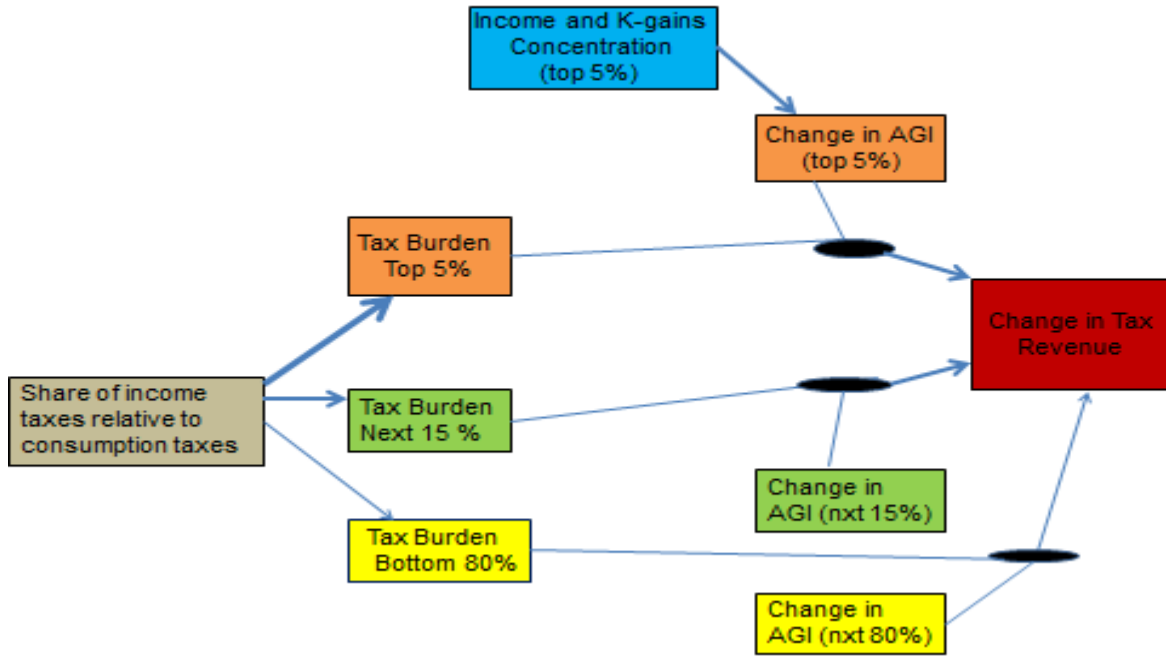 Income and K-gains
Concentration
(top 5%)
Change in AGI
(top 5%)
Tax Burden
Top 5%
Change in Tax
Revenue
Share of income
taxes relative to
consumption taxes
Tax Burden
Next 15 %
Change in
AGI (nxt 15%)
Tax Burden
Bottom 80%
Change in
AGI (nxt 80%)